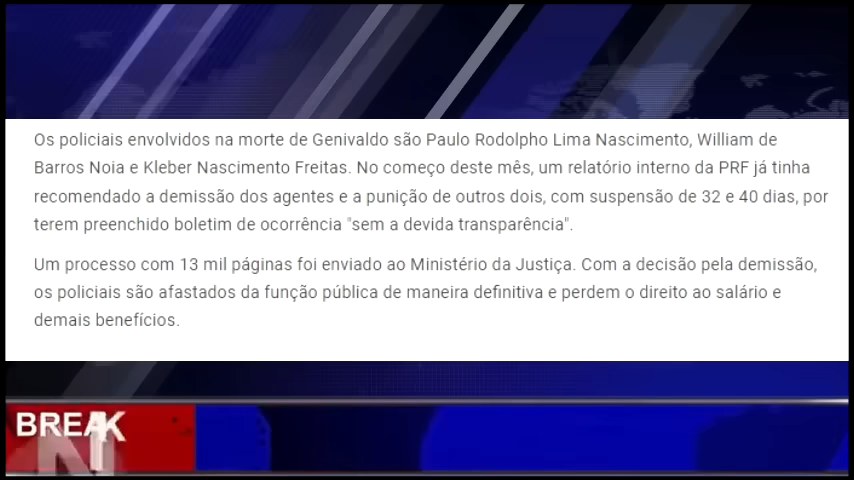 Os policiais envolvidos na morte de Genivaldo são Paulo Rodolpho Lima Nascimento, William de
Barros Noia e Kleber Nascimento Freitas. No começo deste mês, um relatório interno da PRF já tinha
recomendado a demissão dos agentes e a punição de outros dois, com suspensão de 32 e 40 dias, por
terem preenchido boletim de ocorrência "sem a devida transparência".
Um processo com 13 mil páginas foi enviado ao Ministério da Justiça. Com a decisão pela demissão,
os policiais são afastados da função pública de maneira definitiva e perdem o direito ao salário e
demais benefícios.
BREAK